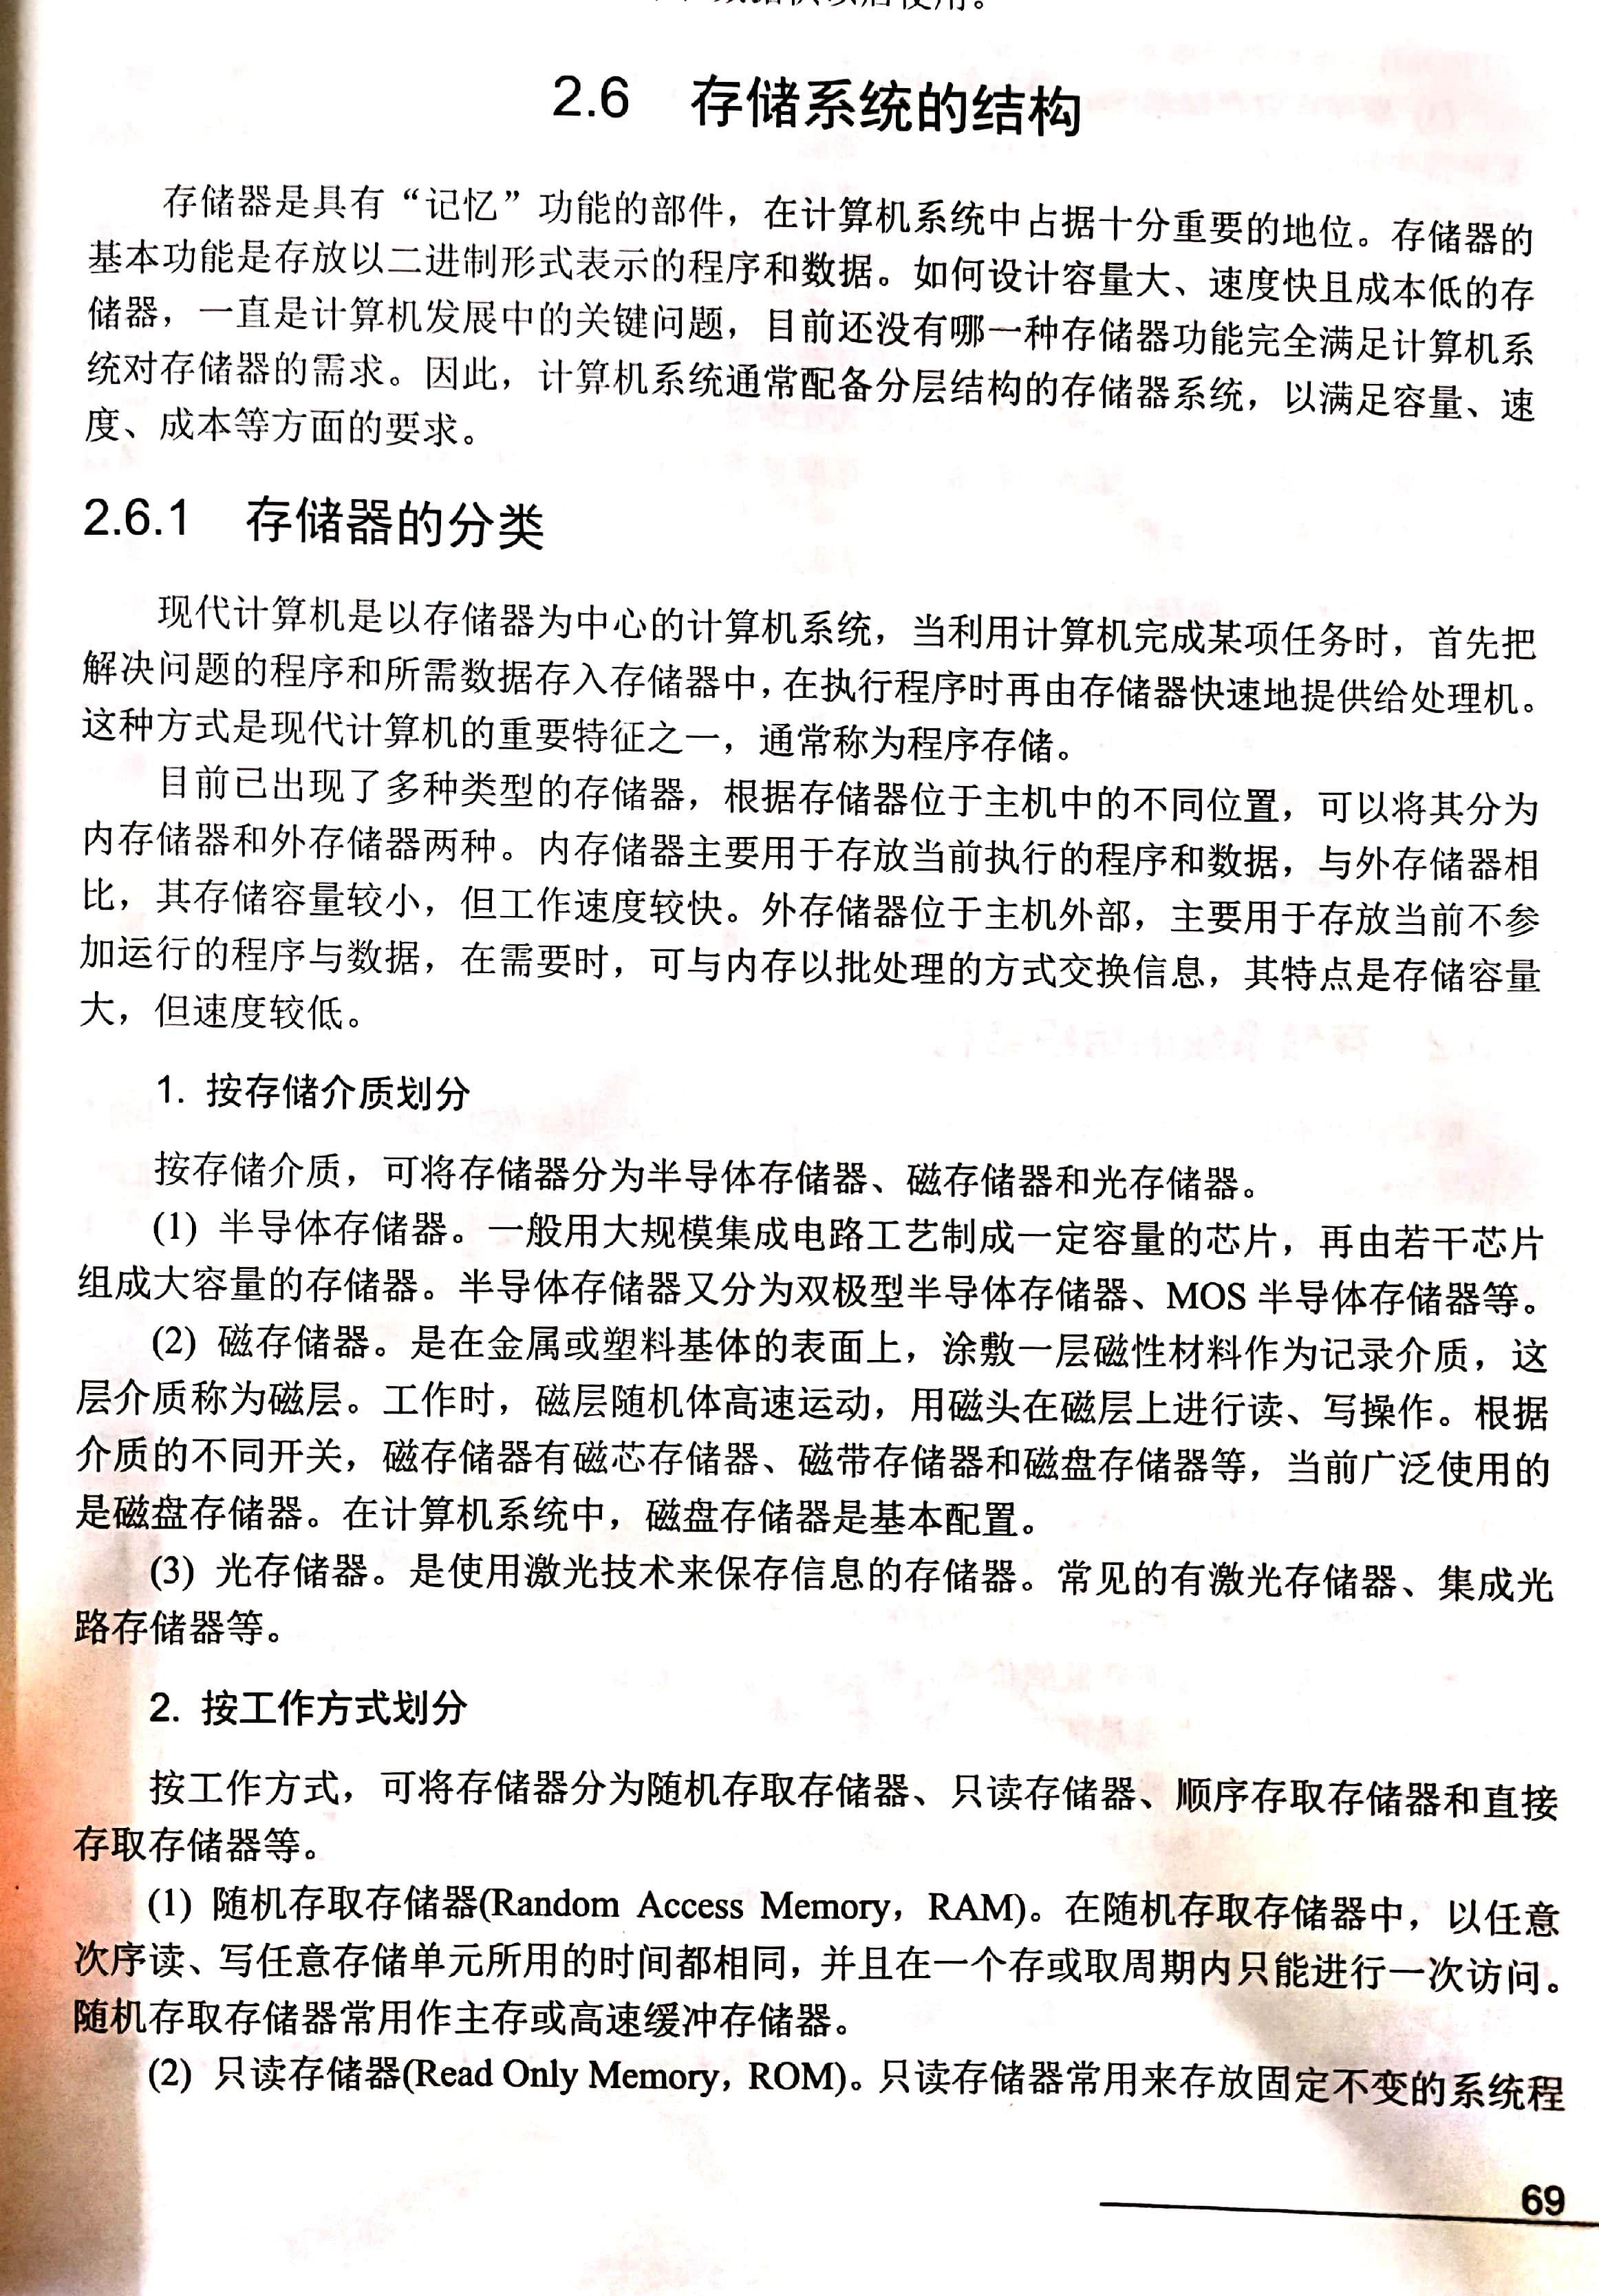 后使用。
2.6 存储系统的结构
存储器是具有“记忆”功能的部件，在计算机系统中占据十分重要的地位。存储器的
基本功能是存放以二进制形式表示的程序和数据。如何设计容量大、速度快且成本低的存
储器，一直是计算机发展中的关键问题，目前还没有哪一种存储器功能完全满足计算机系
统对存储器的需求。因此，计算机系统通常配备分层结构的存储器系统，以满足容量、速
度、成本等方面的要求。
2.6.1 存储器的分类
现代计算机是以存储器为中心的计算机系统，当利用计算机完成某项任务时，首先把
解决问题的程序和所需数据存入存储器中，在执行程序时再由存储器快速地提供给处理机。
这种方式是现代计算机的重要特征之一，通常称为程序存储。
目前已出现了多种类型的存储器，根据存储器位于主机中的不同位置，可以将其分为
内存储器和外存储器两种。内存储器主要用于存放当前执行的程序和数据，与外存储器相
比，其存储容量较小，但工作速度较快。外存储器位于主机外部，主要用于存放当前不参
加运行的程序与数据，在需要时，可与内存以批处理的方式交换信息，其特点是存储容量
大，但速度较低。
1. 按存储介质划分
按存储介质，可将存储器分为半导体存储器、磁存储器和光存储器。
(1) 半导体存储器。一般用大规模集成电路工艺制成一定容量的芯片，再由若干芯片
组成大容量的存储器。半导体存储器又分为双极型半导体存储器、MOS 半导体存储器等。
(2) 磁存储器。是在金属或塑料基体的表面上，涂敷一层磁性材料作为记录介质，这
层介质称为磁层。工作时，磁层随机体高速运动，用磁头在磁层上进行读、写操作。根据
介质的不同开关，磁存储器有磁芯存储器、磁带存储器和磁盘存储器等，当前广泛使用的
是磁盘存储器。在计算机系统中，磁盘存储器是基本配置。
(3) 光存储器。是使用激光技术来保存信息的存储器。常见的有激光存储器、集成光
路存储器等。
2. 按工作方式划分
按工作方式，可将存储器分为随机存取存储器、只读存储器、顺序存取存储器和直接
存取存储器等。
(1) 随机存取存储器(Random Access Memory，RAM)。在随机存取存储器中，以任意
次序读、写任意存储单元所用的时间都相同，并且在一个存或取周期内只能进行一次访问。
随机存取存储器常用作主存或高速缓冲存储器。
(2) 只读存储器(Read Only Memory，ROM)。只读存储器常用来存放固定不变的系统程
69